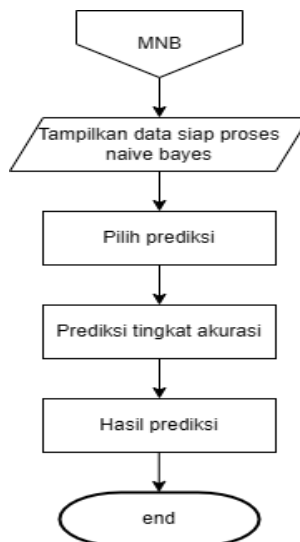 MNB
Tampilkan data siap proses
naive bayes
Pilih prediksi
Prediksi tingkat akurasi
Hasil prediksi
end